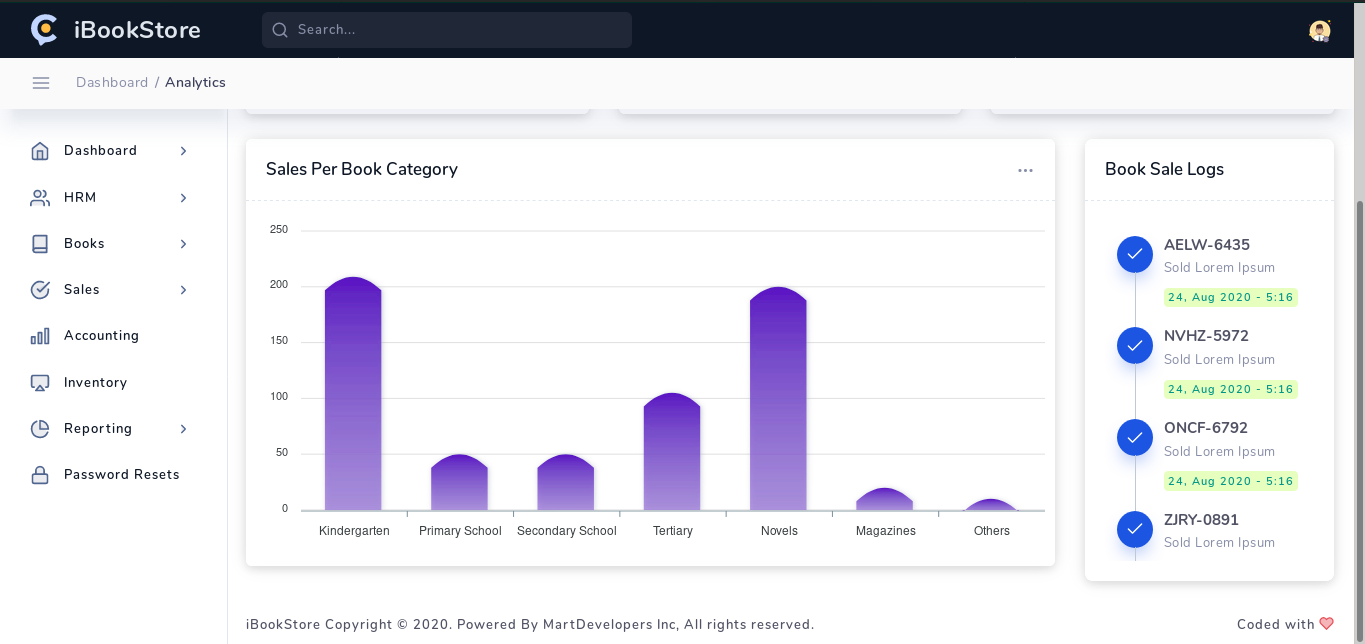 iBookStore
Search...
Dashboard / Analytics
Dashboard
HRM
Books
Sales
Accounting
Inventory
Reporting
Password Resets
Sales Per Book Category
250
200
150
100
50
0
Kindergarten Primary School Secondary School Tertiary Novels Magazines Others
Book Sale Logs
AELW-6435
Sold Lorem Ipsum
24, Aug 2020 - 5:16
NVHZ-5972
Sold Lorem Ipsum
24, Aug 2020 - 5:16
ONCF-6792
Sold Lorem Ipsum
24, Aug 2020 - 5:16
ZJRY-0891
Sold Lorem Ipsum
iBookStore Copyright © 2020. Powered By MartDevelopers Inc, All rights reserved.
Coded with